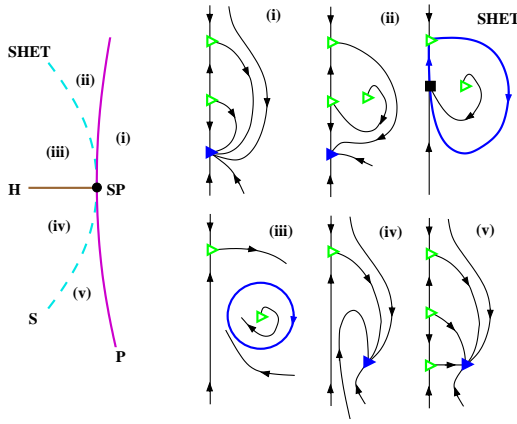 SHET
(ii)
(i)
(iii)
H
SP
(iv)
(v)
S
P
(i)
(ii)
SHET
(iii)
(iv)
(v)